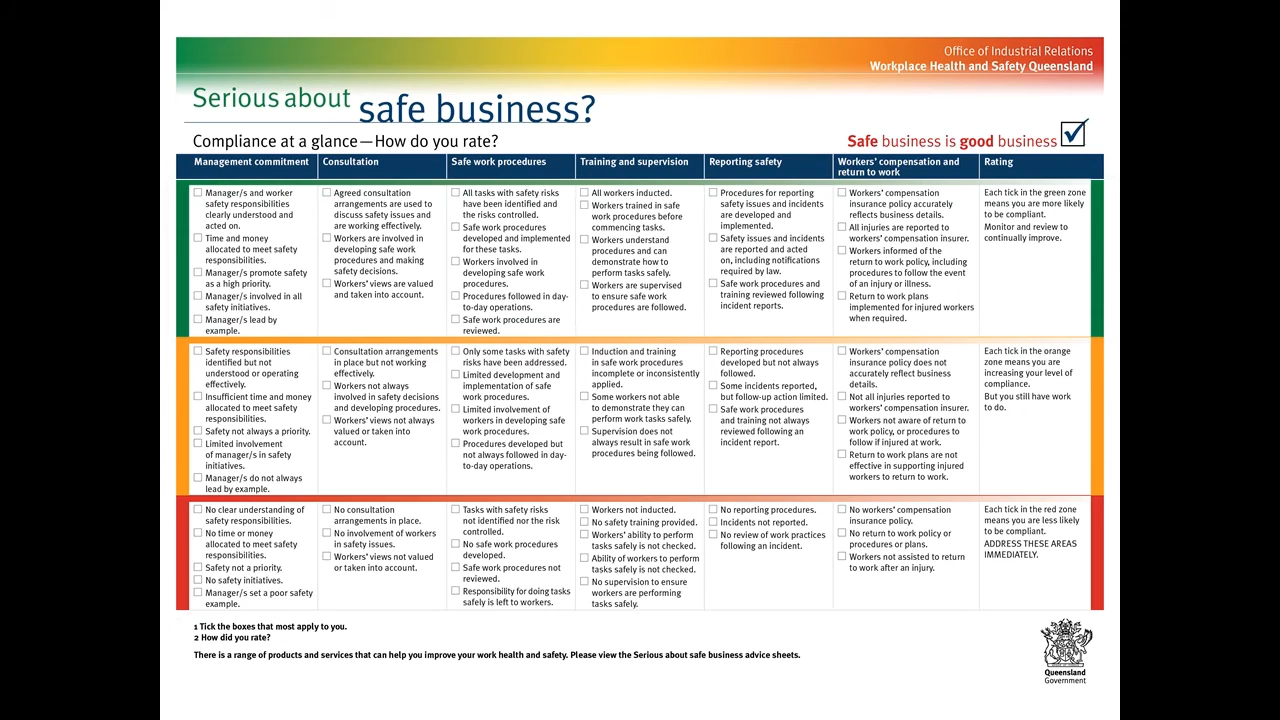 Office of Industrial Relations
Workplace Health and Safety Queensland
Serious about safe business?
Compliance at a glance—How do you rate?
Safe business is good business
Management commitment
Consultation
Safe work procedures
Training and supervision
Reporting safety
Workers' compensation and
return to work
Rating
Manager/s and worker
safety responsibilities
clearly understood and
acted on.
Time and money
allocated to meet safety
responsibilities.
Manager/s promote safety
as a high priority.
Manager/s involved in all
safety initiatives.
Manager/s lead by
example.
Agreed consultation
arrangements are used to
discuss safety issues and
are working effectively.
Workers are involved in
developing safe work
procedures and making
safety decisions.
Workers' views are valued
and taken into account.
All tasks with safety risks
have been identified and
the risks controlled.
Safe work procedures
developed and implemented
for these tasks.
Workers involved in
developing safe work
procedures.
Procedures followed in day-
to-day operations.
Safe work procedures are
reviewed.
All workers inducted.
Workers trained in safe
work procedures before
commencing tasks.
Workers understand
procedures and can
demonstrate how to
perform tasks safely.
Workers are supervised
to ensure safe work
procedures are followed.
Procedures for reporting
safety issues and incidents
are developed and
implemented.
Safety issues and incidents
are reported and acted
on, including notifications
required by law.
Safe work procedures and
training reviewed following
incident reports.
Workers' compensation
insurance policy accurately
reflects business details.
All injuries are reported to
workers' compensation insurer.
Workers informed of the
return to work policy, including
procedures to follow the event
of an injury or illness.
Return to work plans
implemented for injured workers
when required.
Each tick in the green zone
means you are more likely
to be compliant.
Monitor and review to
continually improve.
Safety responsibilities
identified but not
understood or operating
effectively.
Insufficient time and money
allocated to meet safety
responsibilities.
Safety not always a priority.
Limited involvement
of manager/s in safety
initiatives.
Manager/s do not always
lead by example.
Consultation arrangements
in place but not working
effectively.
Workers not always
involved in safety decisions
and developing procedures.
Workers' views not always
valued or taken into
account.
Only some tasks with safety
risks have been addressed.
Limited development and
implementation of safe
work procedures.
Limited involvement of
workers in developing safe
work procedures.
Procedures developed but
not always followed in day-
to-day operations.
Induction and training
in safe work procedures
incomplete or inconsistently
applied.
Some workers not able
to demonstrate they can
perform work tasks safely.
Supervision does not
always result in safe work
procedures being followed.
Reporting procedures
developed but not always
followed.
Some incidents reported,
but follow-up action limited.
Safe work procedures
and training not always
reviewed following an
incident report.
Workers' compensation
insurance policy does not
accurately reflect business
details.
Not all injuries reported to
workers' compensation insurer.
Workers not aware of return to
work policy, or procedures to
follow if injured at work.
Return to work plans are not
effective in supporting injured
workers to return to work.
Each tick in the orange
zone means you are
increasing your level of
compliance.
But you still have work
to do.
No clear understanding of
safety responsibilities.
No time or money
allocated to meet safety
responsibilities.
Safety not a priority.
No safety initiatives.
Manager/s set a poor safety
example.
No consultation
arrangements in place.
No involvement of workers
in safety issues.
Workers' views not valued
or taken into account.
Tasks with safety risks
not identified nor the risk
controlled.
No safe work procedures
developed.
Safe work procedures not
reviewed.
Responsibility for doing tasks
safely is left to workers.
Workers not inducted.
No safety training provided.
Workers' ability to perform
tasks safely is not checked.
Ability of workers to perform
tasks safely is not checked.
No supervision to ensure
workers are performing
tasks safely.
No reporting procedures.
Incidents not reported.
No review of work practices
following an incident.
No workers' compensation
insurance policy.
No return to work policy or
procedures or plans.
Workers not assisted to return
to work after an injury.
Each tick in the red zone
means you are less likely
to be compliant.
ADDRESS THESE AREAS
IMMEDIATELY.
1 Tick the boxes that most apply to you.
2 How did you rate?
There is a range of products and services that can help you improve your work health and safety. Please view the Serious about safe business advice sheets.
Queensland
Government